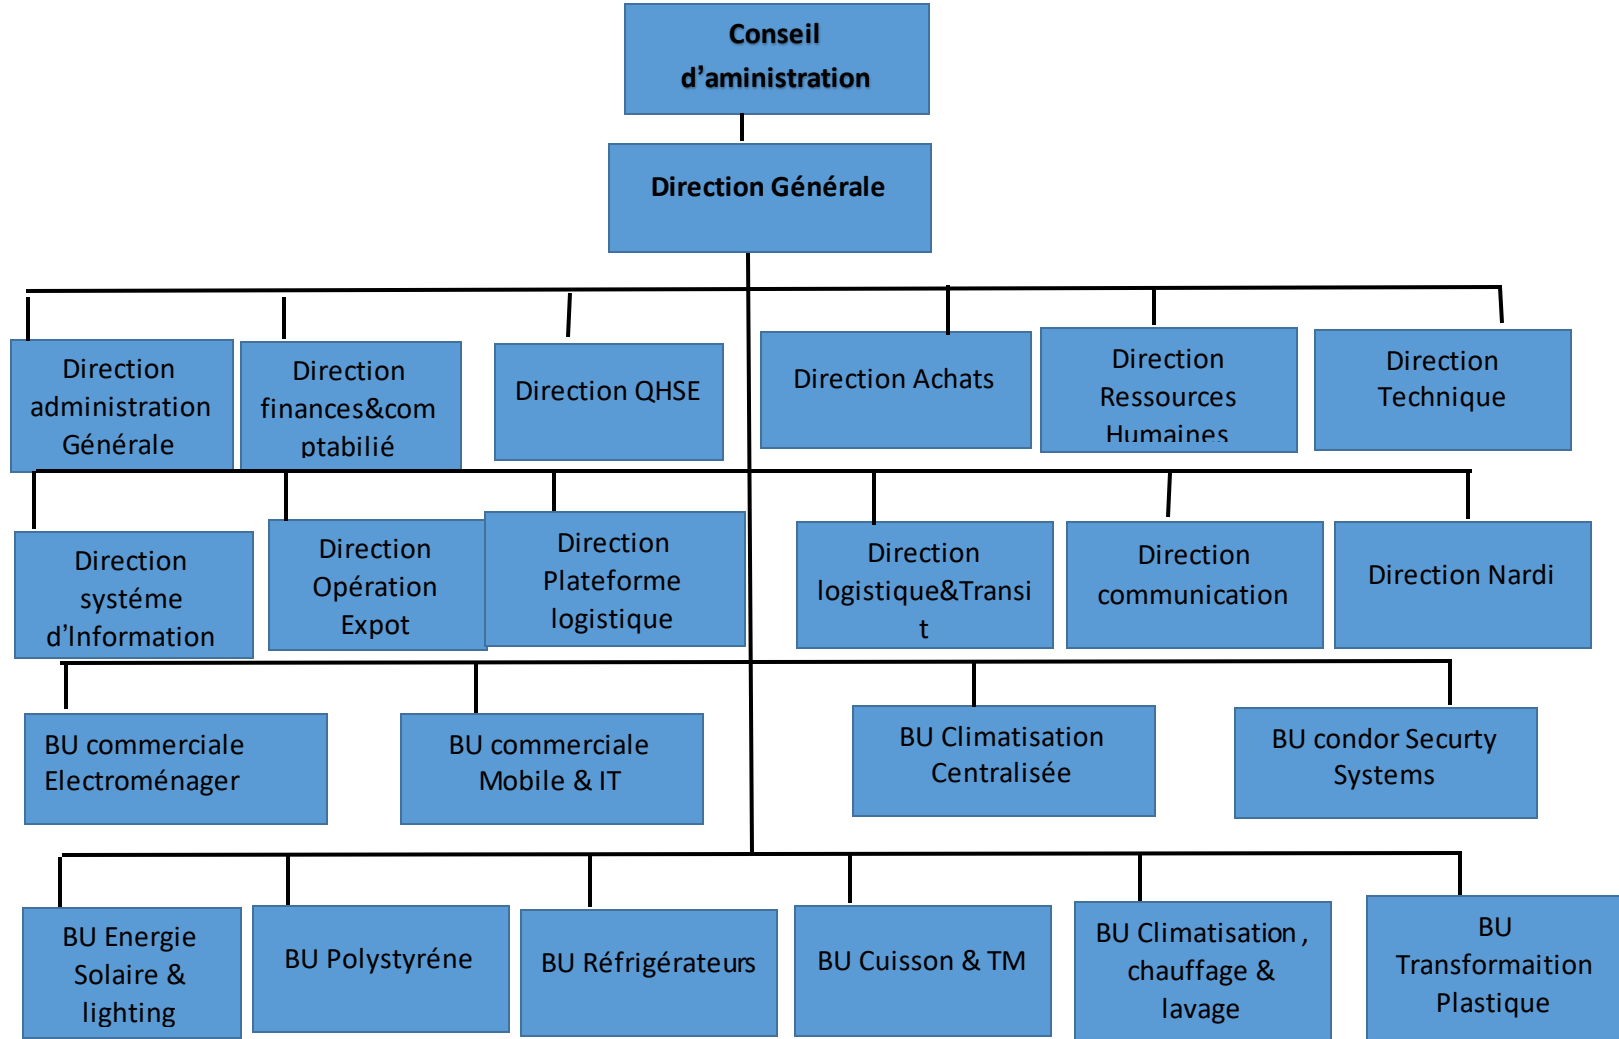 Conseil
d’aministration
Direction Générale
Direction
administration
Générale
Direction
finances&com
ptabilié
Direction QHSE
Direction Achats
Direction
Ressources
Humaines
Direction
Technique
Direction
systéme
d’Information
Direction
Opération
Expot
Direction
Plateforme
logistique
Direction
logistique&Transi
t
Direction
communication
Direction Nardi
BU commerciale
Electroménager
BU commerciale
Mobile & IT
BU Climatisation
Centralisée
BU condor Securty
Systems
BU Energie
Solaire &
lighting
BU Polystyréne
BU Réfrigérateurs
BU Cuisson & TM
BU Climatisation ,
chauffage &
lavage
BU
Transformaition
Plastique